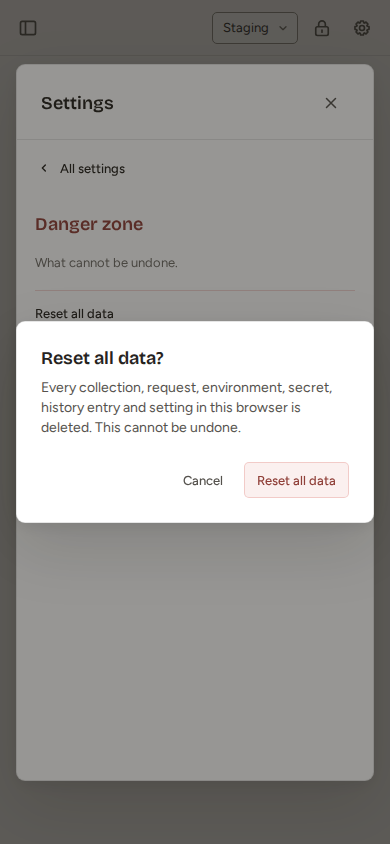 Staging
Settings
All settings
Danger zone
What cannot be undone.
Reset all data
Reset all data?
Every collection, request, environment, secret,
history entry and setting in this browser is
deleted. This cannot be undone.
Cancel
Reset all data